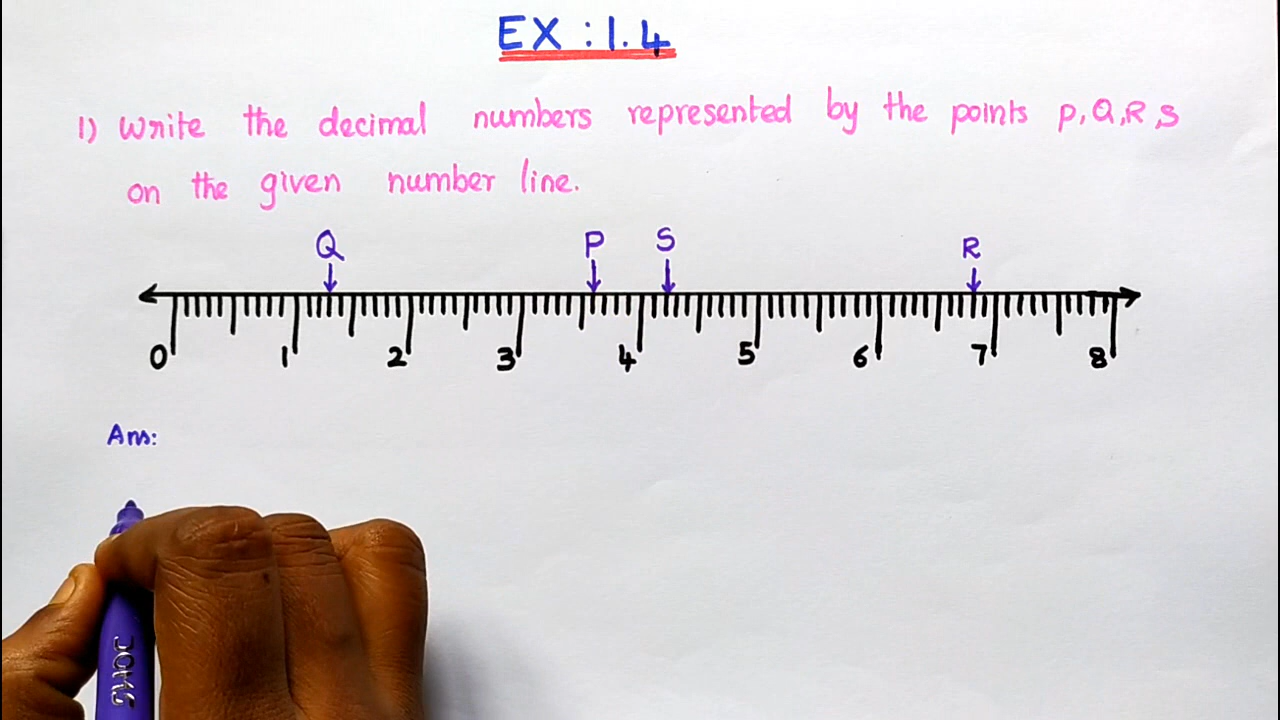 EX : 1.4
1) Write the decimal numbers represented by the points P, Q, R, S
on the given number line.
Q P S R
0 1 2 3 4 5 6 7 8
Ans:
DOMS